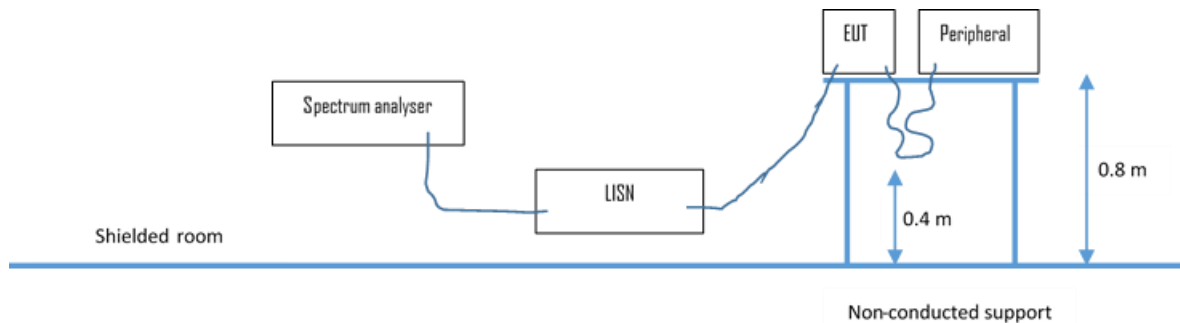 EUT
Peripheral
Spectrum analyser
LISN
0.8 m
0.4 m
Shielded room
Non-conducted support